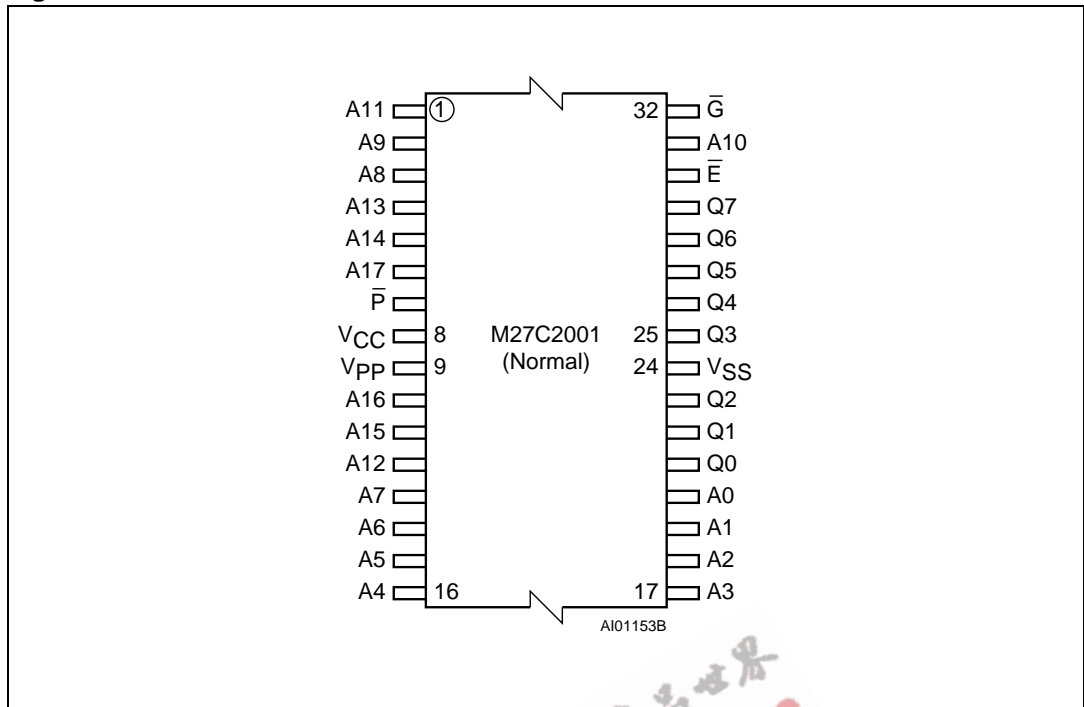 A11 ① 32 G̅
A9 A10
A8 E̅
A13 Q7
A14 Q6
A17 Q5
P̅ Q4
VCC 8 M27C2001 25 Q3
VPP 9 (Normal) 24 VSS
A16 Q2
A15 Q1
A12 Q0
A7 A0
A6 A1
A5 A2
A4 16 17 A3
AI01153B